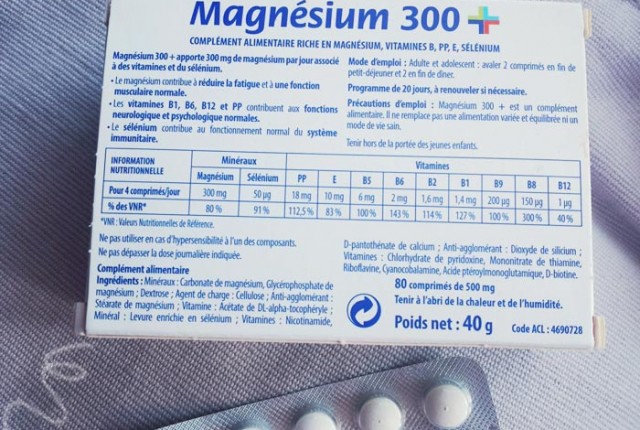 Magnésium 300 +
COMPLÉMENT ALIMENTAIRE RICHE EN MAGNÉSIUM, VITAMINES B, PP, E, SÉLÉNIUM
Magnésium 300 + apporte 300 mg de magnésium par jour associé
à des vitamines et du sélénium.
• Le magnésium contribue à réduire la fatigue et à une fonction
musculaire normale.
• Les vitamines B1, B6, B12 et PP contribuent aux fonctions
neurologique et psychologique normales.
• Le sélénium contribue au fonctionnement normal du système
immunitaire.
Mode d'emploi : Adulte et adolescent : avaler 2 comprimés en fin de
petit-déjeuner et 2 en fin de dîner.
Programme de 20 jours, à renouveler si nécessaire.
Précautions d'emploi : Magnésium 300 + est un complément
alimentaire. Il ne remplace pas une alimentation variée et équilibrée ni un
mode de vie sain.
Tenir hors de la portée des jeunes enfants.
INFORMATION
NUTRITIONNELLE
Minéraux Vitamines
Magnésium Sélénium PP E B5 B6 B2 B1 B9 B8 B12
Pour 4 comprimés/jour 300 mg 50 µg 18 mg 10 mg 6 mg 2 mg 1,6 mg 1,4 mg 200 µg 150 µg 1 µg
% des VNR* 80 % 91 % 112,5 % 83 % 100 % 143 % 114 % 127 % 100 % 300 % 40 %
*VNR : Valeurs Nutritionnelles de Référence.
Ne pas utiliser en cas d'hypersensibilité à l'un des composants.
Ne pas dépasser la dose journalière indiquée.
Complément alimentaire
Ingrédients : Minéraux : Carbonate de magnésium, Glycérophosphate de
magnésium ; Dextrose ; Agent de charge : Cellulose ; Anti-agglomérant :
Stéarate de magnésium ; Vitamine : Acétate de DL-alpha-tocophéryle ;
Minéral : Levure enrichie en sélénium ; Vitamines : Nicotinamide,
D-pantothénate de calcium ; Anti-agglomérant : Dioxyde de silicium ;
Vitamines : Chlorhydrate de pyridoxine, Mononitrate de thiamine,
Riboflavine, Cyanocobalamine, Acide ptéroylmonoglutamique, D-biotine.
80 comprimés de 500 mg
Tenir à l'abri de la chaleur et de l'humidité.
Poids net : 40 g Code ACL : 4690728